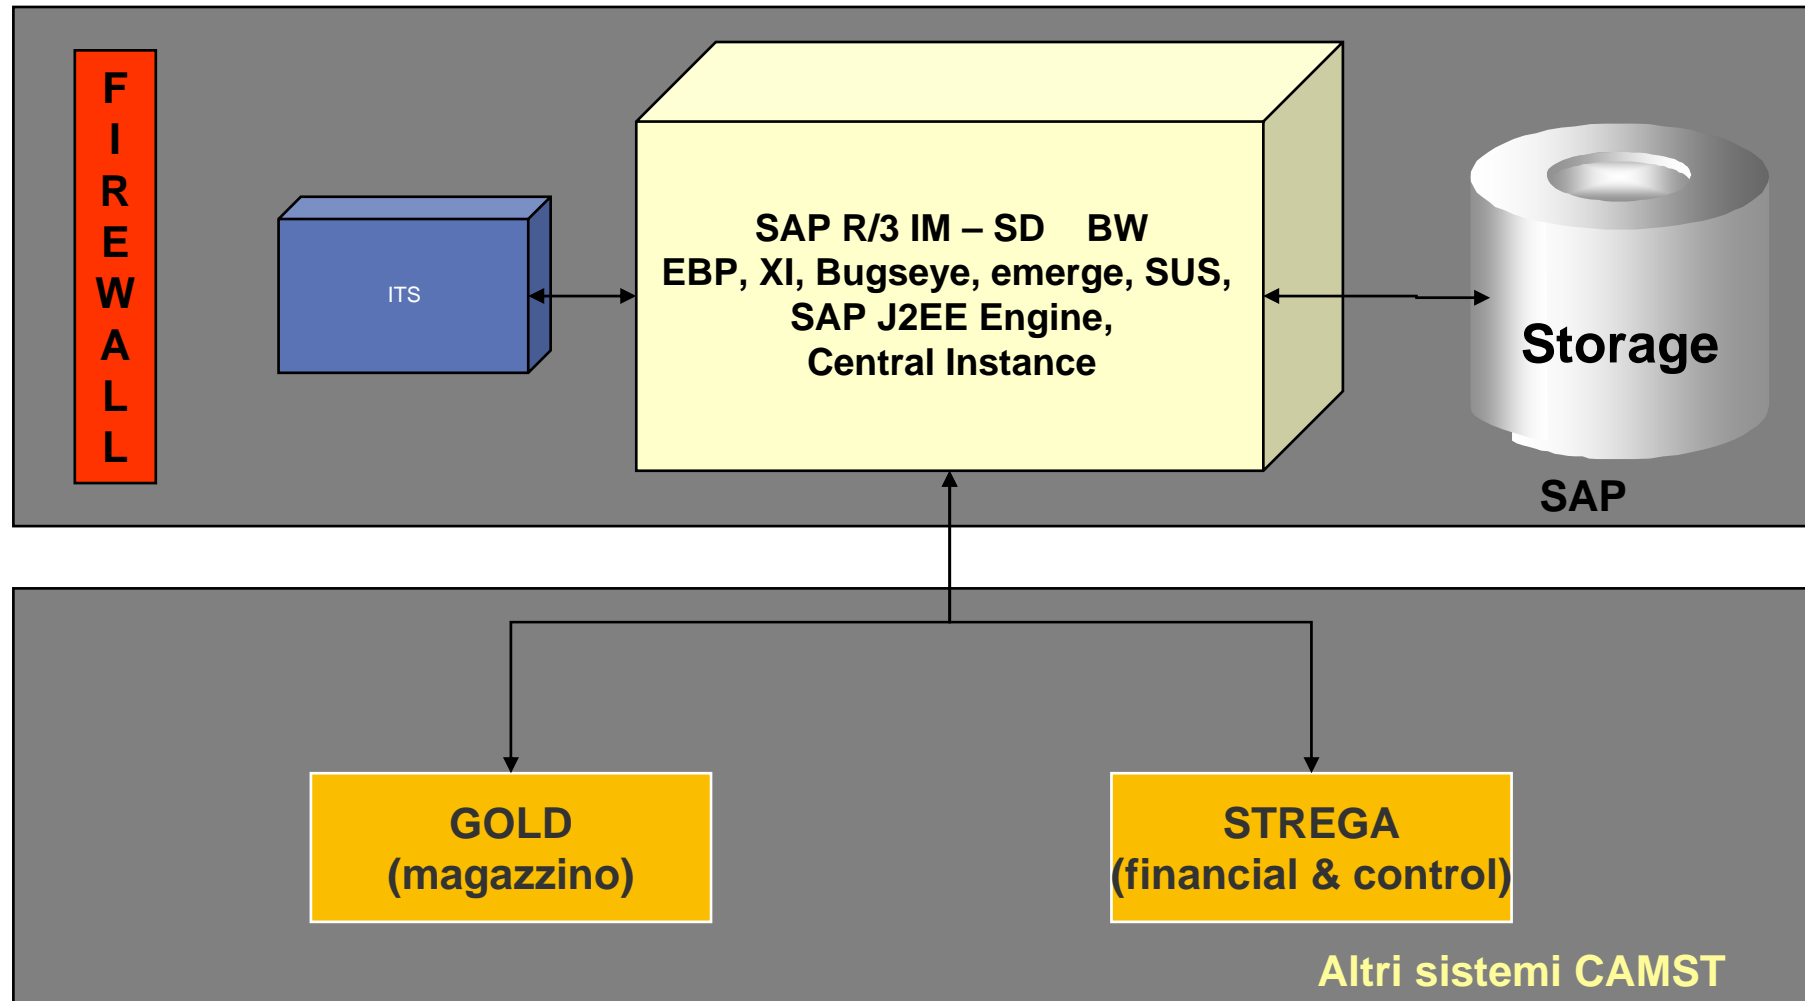 F
I
R
E
W
A
L
L
ITS
SAP R/3 IM – SD BW
EBP, XI, Bugseye, emerge, SUS,
SAP J2EE Engine,
Central Instance
Storage
SAP
GOLD
(magazzino)
STREGA
(financial & control)
Altri sistemi CAMST